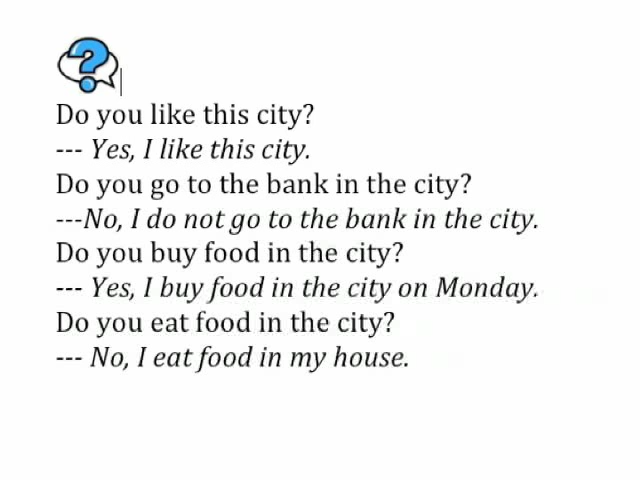 Do you like this city?
--- Yes, I like this city.
Do you go to the bank in the city?
---No, I do not go to the bank in the city.
Do you buy food in the city?
--- Yes, I buy food in the city on Monday.
Do you eat food in the city?
--- No, I eat food in my house.